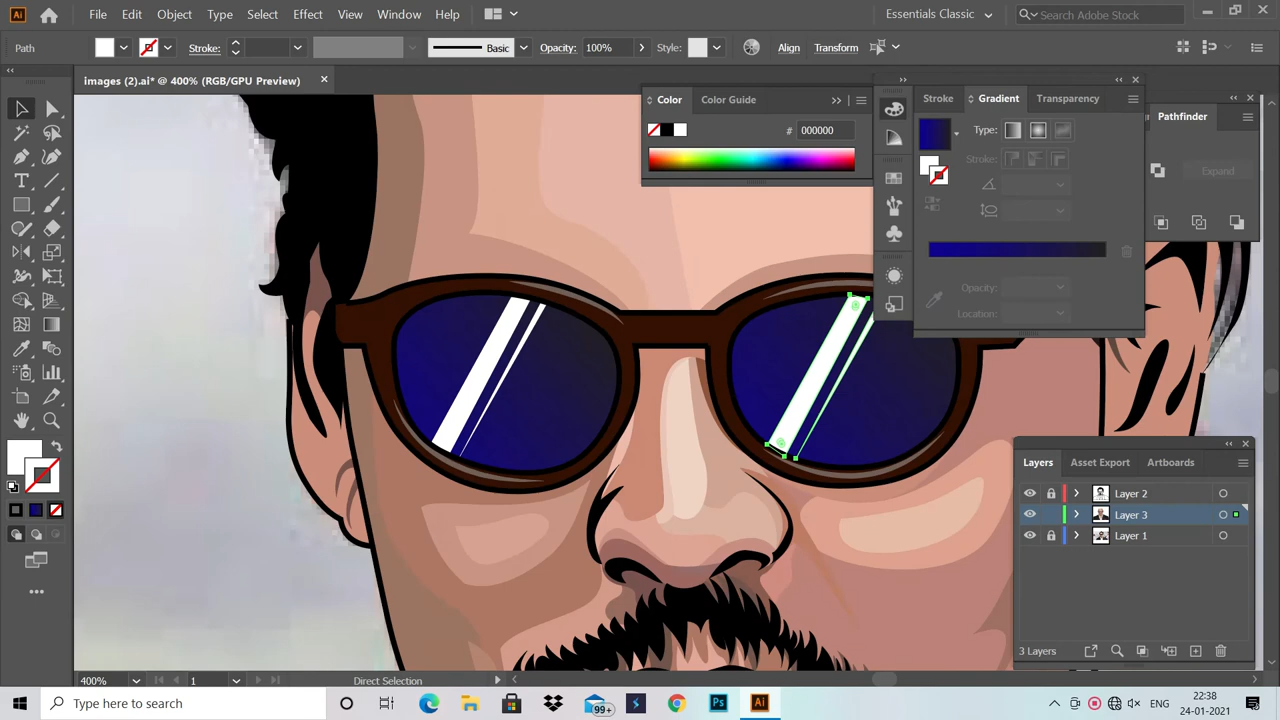 Ai
File Edit Object Type Select Effect View Window Help
Essentials Classic
Search Adobe Stock
Path
Stroke:
Basic
Opacity: 100%
Style:
Align
Transform
images (2).ai* @ 400% (RGB/GPU Preview)
Color
Color Guide
# 000000
Stroke
Gradient
Transparency
Type:
Stroke:
Opacity:
Location:
Pathfinder
Expand
Layers
Asset Export
Artboards
Layer 2
Layer 3
Layer 1
3 Layers
400%
1
Direct Selection
Type here to search
99+
Ps
Ai
ENG
22:38
24-01-2021